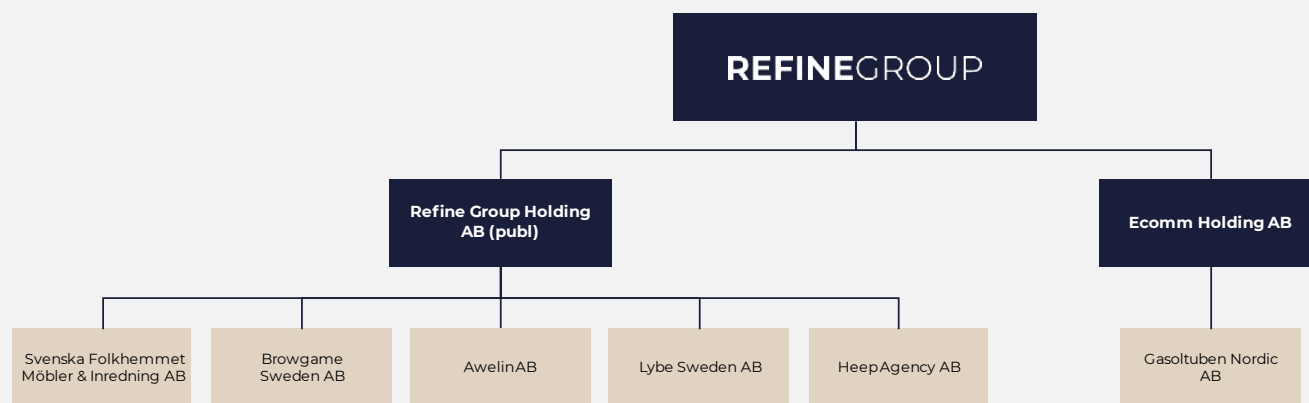 REFINEGROUP
Refine Group Holding
AB (publ)
Ecomm Holding AB
Svenska Folkhemmet
Möbler & Inredning AB
Browgame
Sweden AB
AwelinAB
Lybe Sweden AB
HeepAgency AB
Gasoltuben Nordic
AB